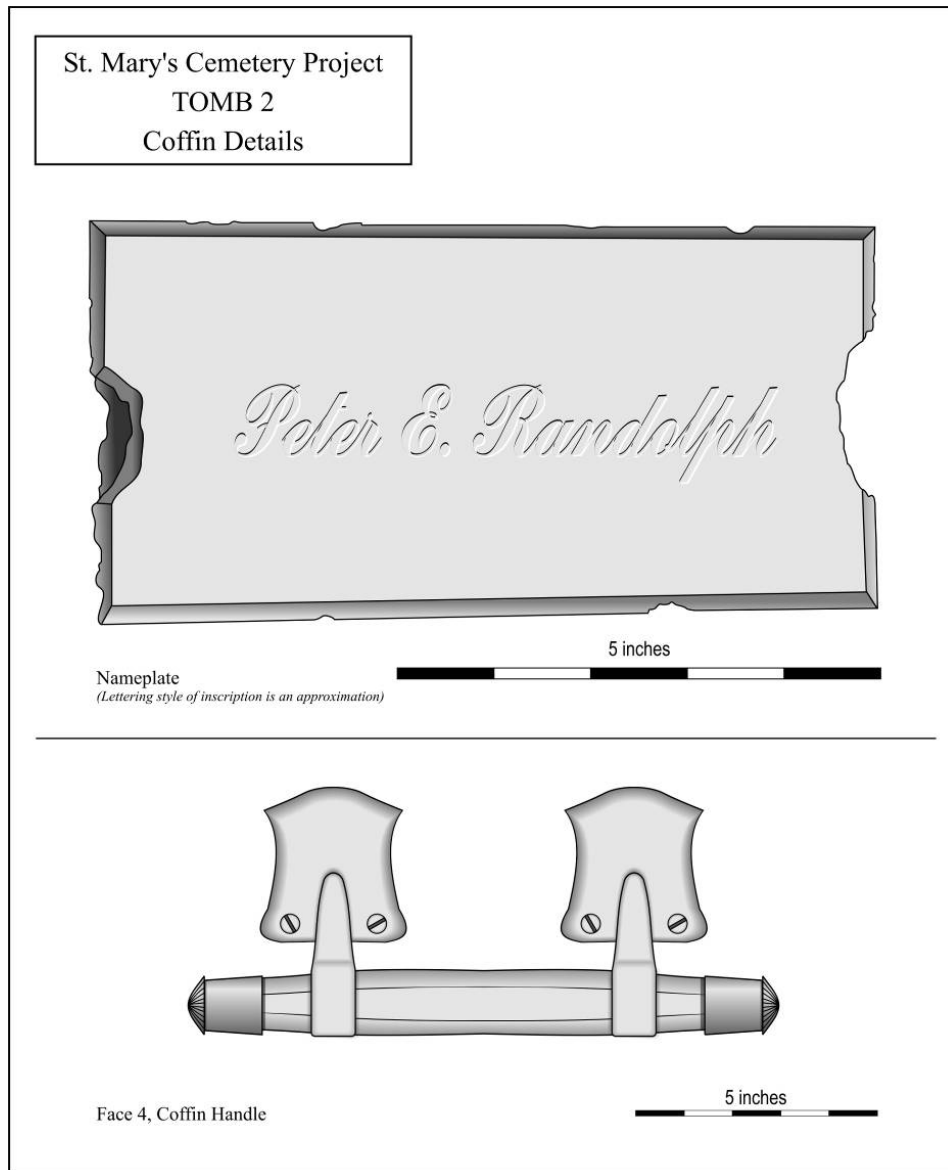 St. Mary's Cemetery Project
TOMB 2
Coffin Details
Peter E. Randolph
5 inches
Nameplate
(Lettering style of inscription is an approximation)
Face 4, Coffin Handle
5 inches